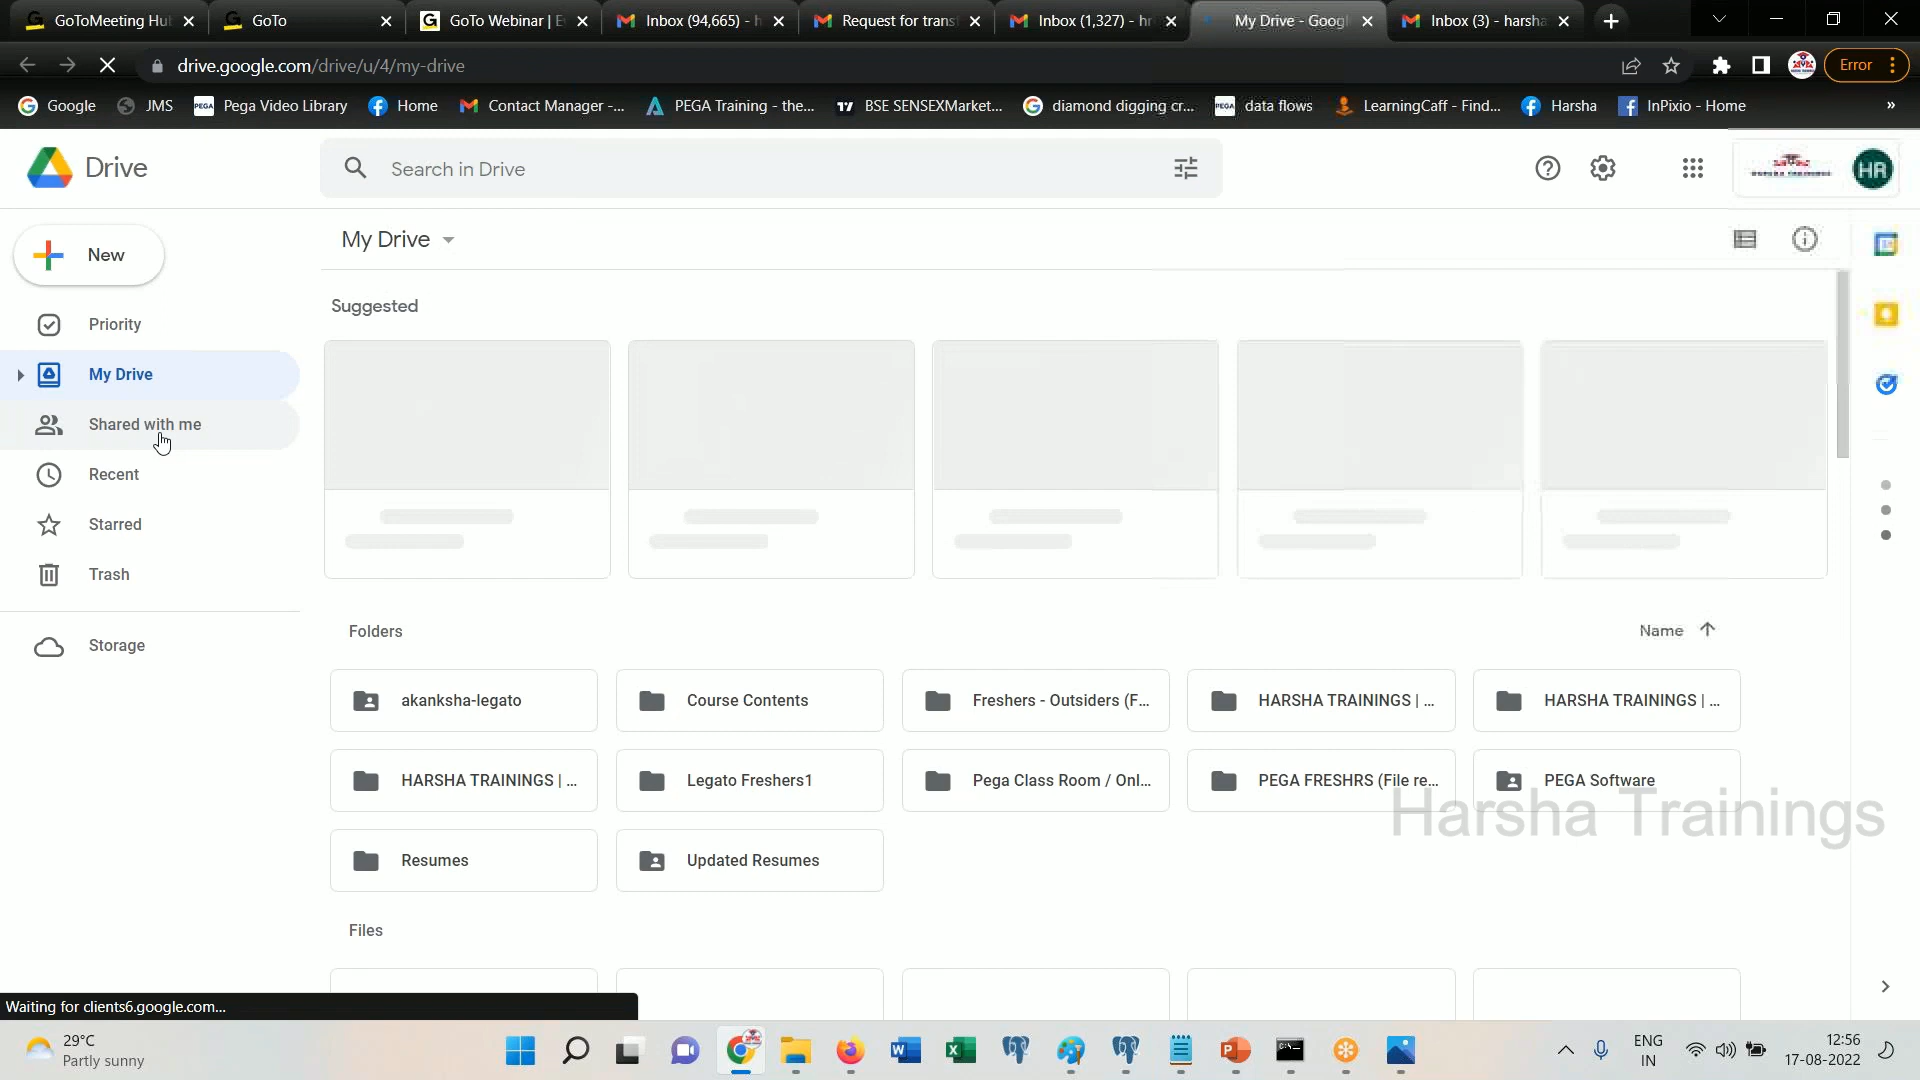 GoToMeeting Hu
GoTo
GoTo Webinar | E
Inbox (94,665) - h
Request for trans
Inbox (1,327) - hr
My Drive - Googl
Inbox (3) - harsha
drive.google.com/drive/u/4/my-drive
Error
Google
JMS
Pega Video Library
Home
Contact Manager -...
PEGA Training - the...
BSE SENSEXMarket...
diamond digging cr...
data flows
LearningCaff - Find...
Harsha
InPixio - Home
»
Drive
Search in Drive
HR
New
My Drive
Priority
Suggested
My Drive
Shared with me
Recent
Starred
Trash
Storage
Folders
Name
akanksha-legato
Course Contents
Freshers - Outsiders (F...
HARSHA TRAININGS | ...
HARSHA TRAININGS | ...
HARSHA TRAININGS | ...
Legato Freshers1
Pega Class Room / Onl...
PEGA FRESHRS (File re...
PEGA Software
Harsha Trainings
Resumes
Updated Resumes
Files
Waiting for clients6.google.com...
29°C
Partly sunny
ENG
IN
12:56
17-08-2022